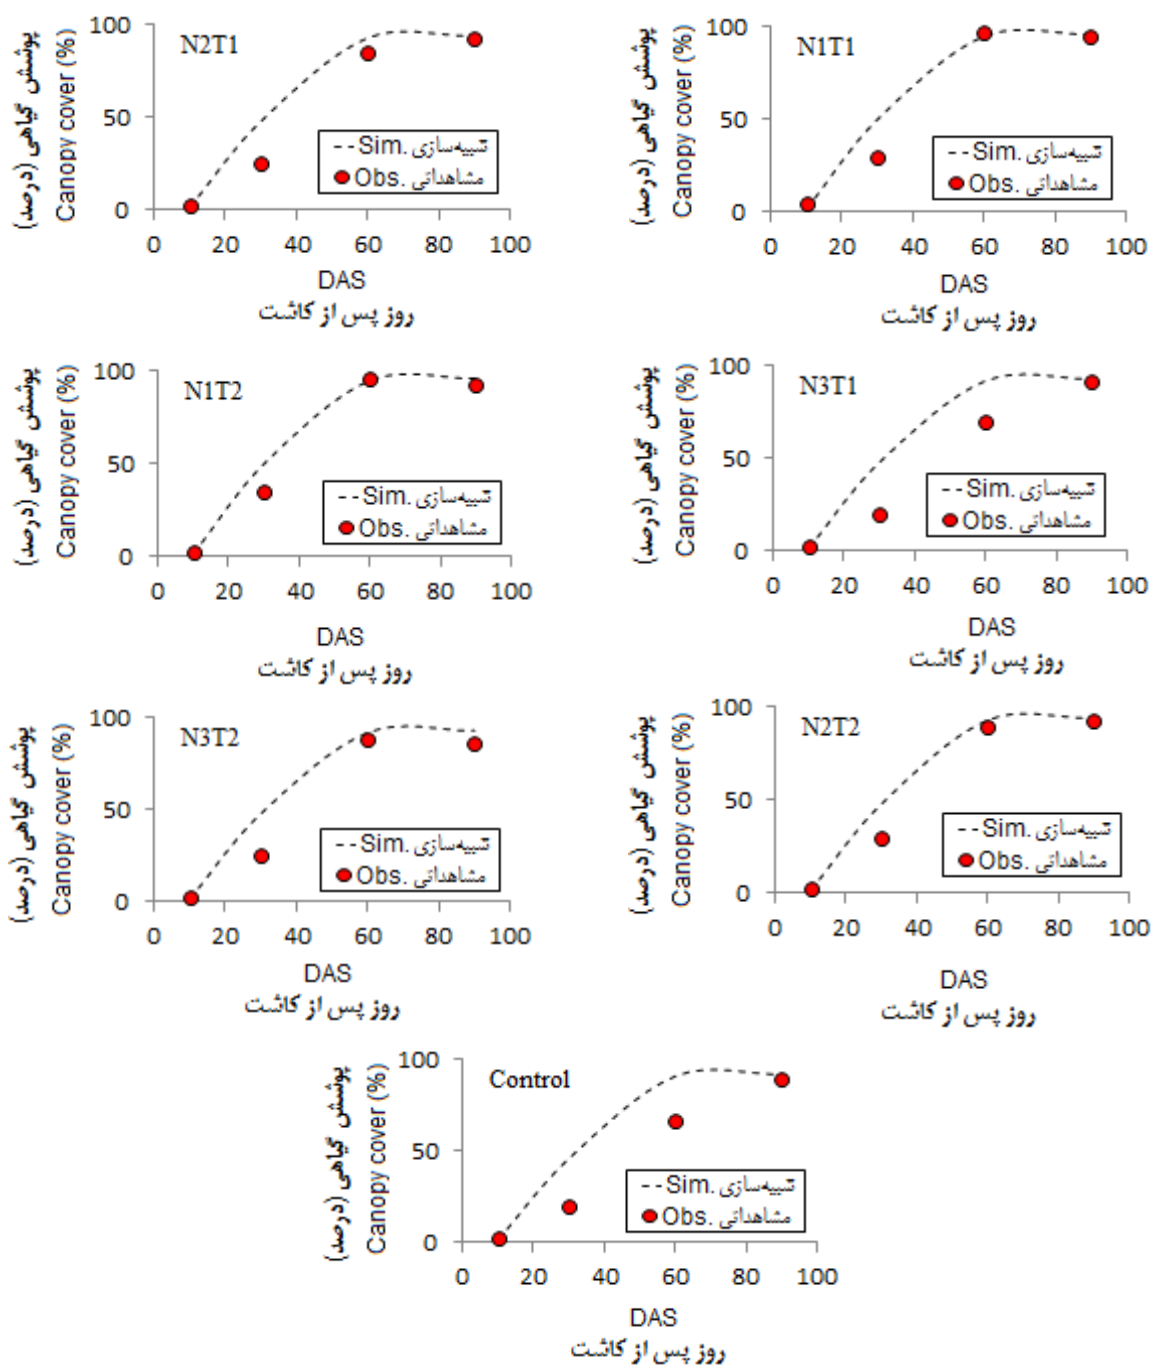 N2T1
پوشش گیاهی (درصد)
Canopy cover (%)
100
50
0
--- Sim. شبیه‌سازی
Obs. مشاهداتی
0 20 40 60 80 100
DAS
روز پس از کاشت
N1T1
پوشش گیاهی (درصد)
Canopy cover (%)
100
50
0
--- Sim. شبیه‌سازی
Obs. مشاهداتی
0 20 40 60 80 100
DAS
روز پس از کاشت
N1T2
پوشش گیاهی (درصد)
Canopy cover (%)
100
50
0
--- Sim. شبیه‌سازی
Obs. مشاهداتی
0 20 40 60 80 100
DAS
روز پس از کاشت
N3T1
پوشش گیاهی (درصد)
Canopy cover (%)
100
50
0
--- Sim. شبیه‌سازی
Obs. مشاهداتی
0 20 40 60 80 100
DAS
روز پس از کاشت
N3T2
پوشش گیاهی (درصد)
Canopy cover (%)
100
50
0
--- Sim. شبیه‌سازی
Obs. مشاهداتی
0 20 40 60 80 100
DAS
روز پس از کاشت
N2T2
پوشش گیاهی (درصد)
Canopy cover (%)
100
50
0
--- Sim. شبیه‌سازی
Obs. مشاهداتی
0 20 40 60 80 100
DAS
روز پس از کاشت
Control
پوشش گیاهی (درصد)
Canopy cover (%)
100
50
0
--- Sim. شبیه‌سازی
Obs. مشاهداتی
0 20 40 60 80 100
DAS
روز پس از کاشت